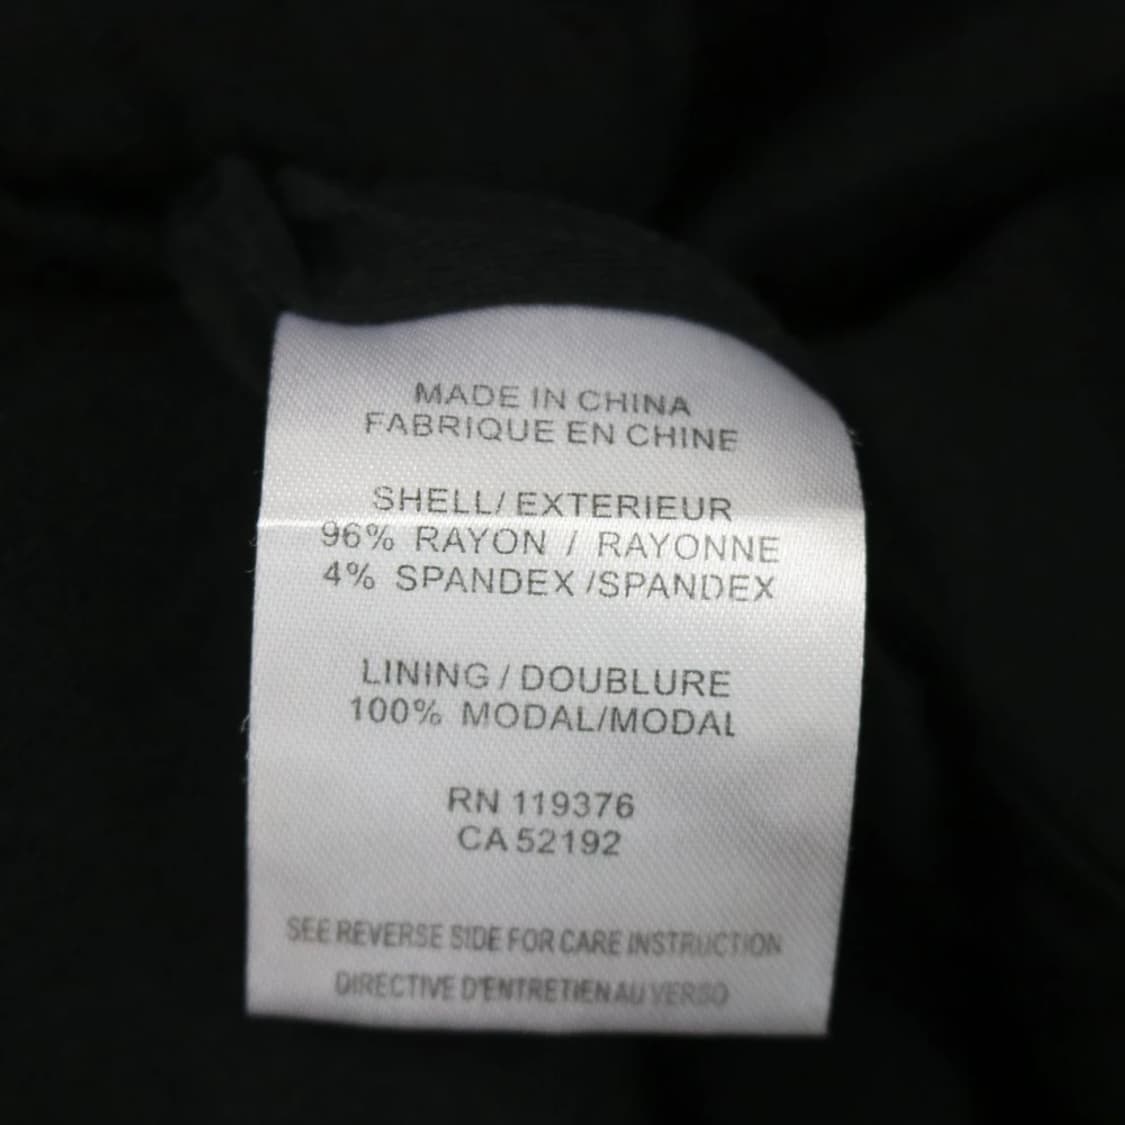 MADE IN CHINA
FABRIQUE EN CHINE
SHELL/ EXTERIEUR
96% RAYON / RAYONNE
4% SPANDEX /SPANDEX
LINING / DOUBLURE
100% MODAL/MODAL
RN 119376
CA 52192
SEE REVERSE SIDE FOR CARE INSTRUCTION
DIRECTIVE D'ENTRETIEN AU VERSO